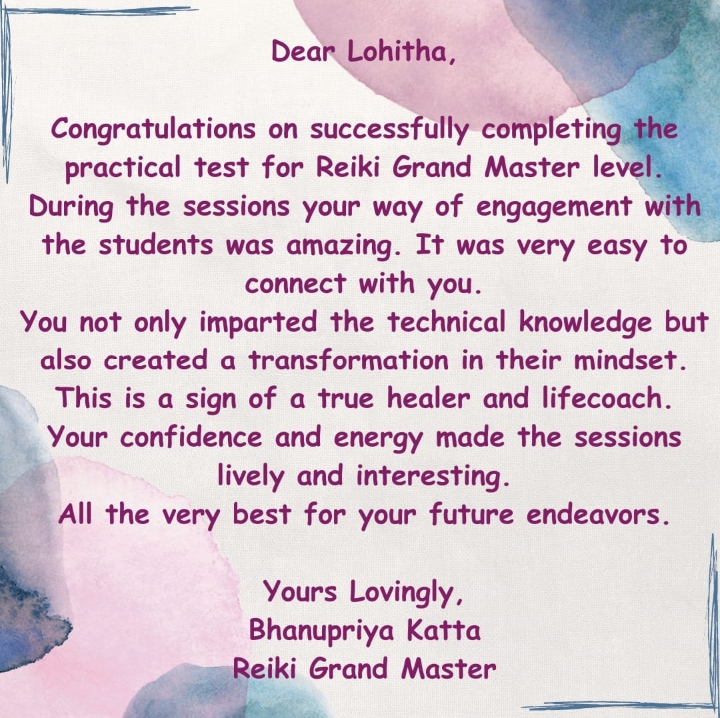 Dear Lohitha,
Congratulations on successfully completing the
practical test for Reiki Grand Master level.
During the sessions your way of engagement with
the students was amazing. It was very easy to
connect with you.
You not only imparted the technical knowledge but
also created a transformation in their mindset.
This is a sign of a true healer and lifecoach.
Your confidence and energy made the sessions
lively and interesting.
All the very best for your future endeavors.
Yours Lovingly,
Bhanupriya Katta
Reiki Grand Master